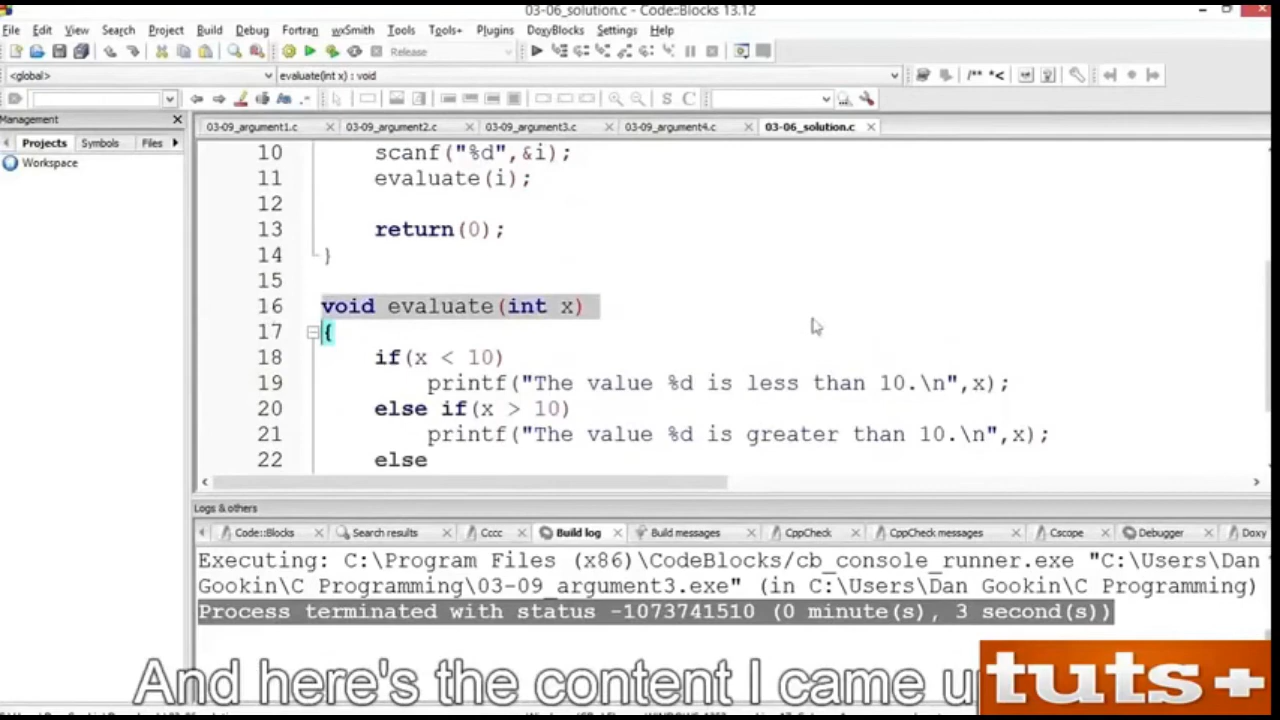 03-06_solution.c - Code::Blocks 13.12
File Edit View Search Project Build Debug Fortran wxSmith Tools Tools+ Plugins DoxyBlocks Settings Help
Release
<global> evaluate(int x) : void
Management
03-09_argument1.c 03-09_argument2.c 03-09_argument3.c 03-09_argument4.c 03-06_solution.c
Projects Symbols Files
Workspace
10 scanf("%d",&i);
11 evaluate(i);
12
13 return(0);
14 }
15
16 void evaluate(int x)
17 {
18 if(x < 10)
19 printf("The value %d is less than 10.\n",x);
20 else if(x > 10)
21 printf("The value %d is greater than 10.\n",x);
22 else
Logs & others
Code::Blocks Search results Cccc Build log Build messages CppCheck CppCheck messages Cscope Debugger Doxy
Executing: C:\Program Files (x86)\CodeBlocks/cb_console_runner.exe "C:\Users\Dan
Gookin\C Programming\03-09_argument3.exe" (in C:\Users\Dan Gookin\C Programming)
Process terminated with status -1073741510 (0 minute(s), 3 second(s))
And here's the content I came u
tuts+